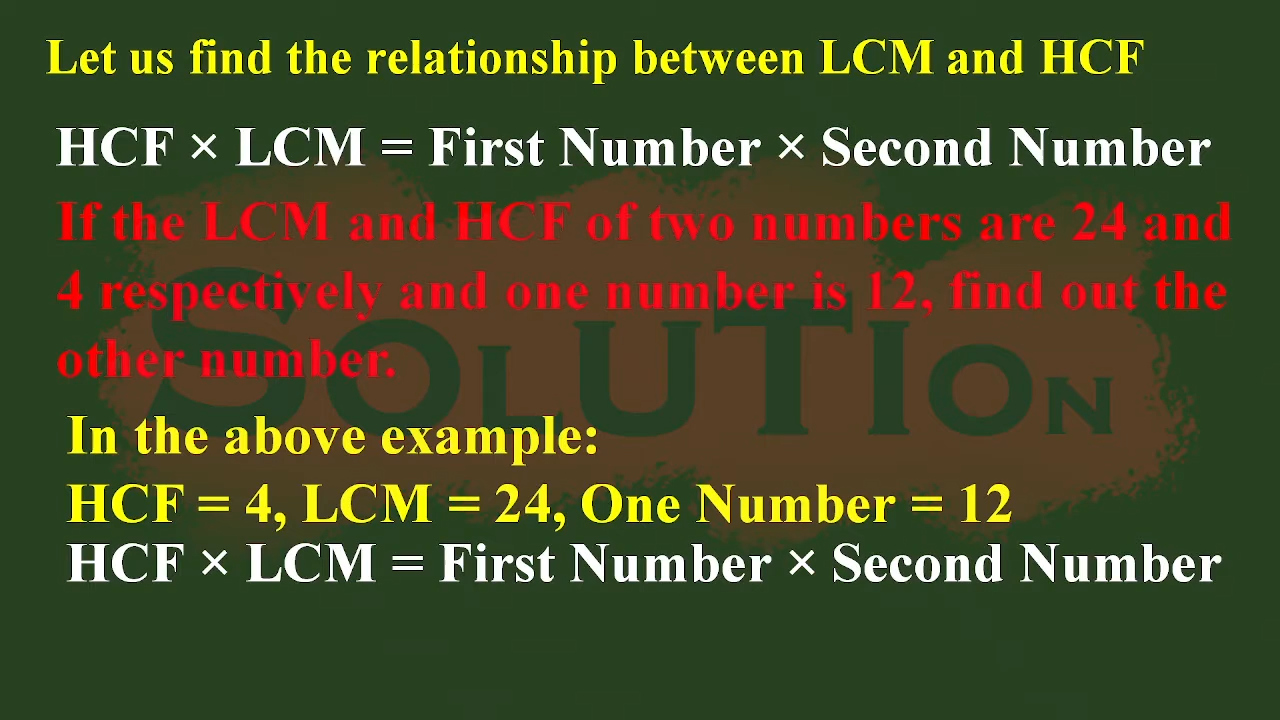 Let us find the relationship between LCM and HCF
HCF × LCM = First Number × Second Number
If the LCM and HCF of two numbers are 24 and
4 respectively and one number is 12, find out the
other number.
SOLUTION
In the above example:
HCF = 4, LCM = 24, One Number = 12
HCF × LCM = First Number × Second Number